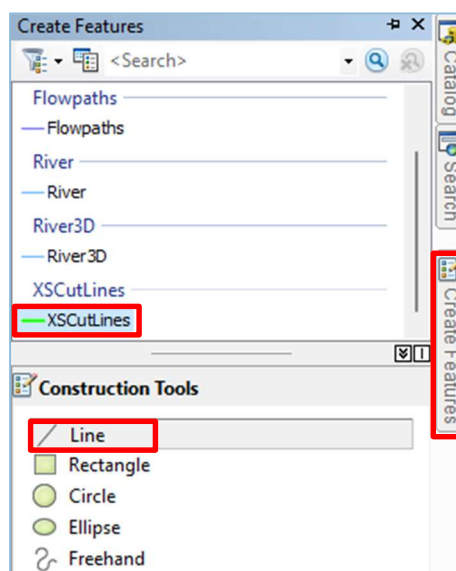 Create Features
<Search>
Flowpaths
Flowpaths
River
River
River3D
River3D
XSCutLines
XSCutLines
Construction Tools
Line
Rectangle
Circle
Ellipse
Freehand
Catalog
Search
Create Features